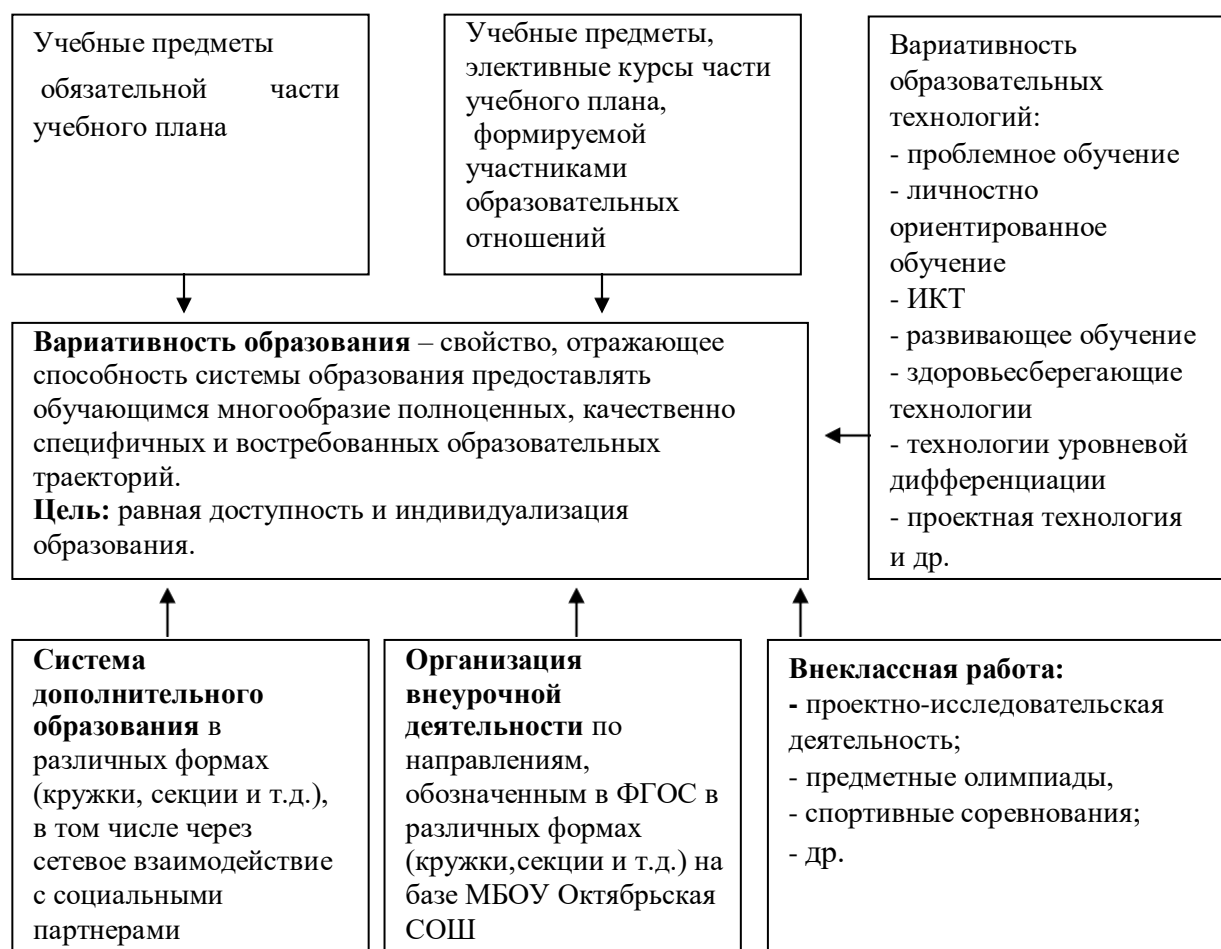 Учебные предметы
обязательной части
учебного плана
Учебные предметы,
элективные курсы части
учебного плана,
формируемой
участниками
образовательных
отношений
Вариативность
образовательных
технологий:
- проблемное обучение
- личностно
ориентированное
обучение
- ИКТ
- развивающее обучение
- здоровьесберегающие
технологии
- технологии уровневой
дифференциации
- проектная технология
и др.
Вариативность образования – свойство, отражающее
способность системы образования предоставлять
обучающимся многообразие полноценных, качественно
специфичных и востребованных образовательных
траекторий.
Цель: равная доступность и индивидуализация
образования.
Система
дополнительного
образования в
различных формах
(кружки, секции и т.д.),
в том числе через
сетевое взаимодействие
с социальными
партнерами
Организация
внеурочной
деятельности по
направлениям,
обозначенным в ФГОС в
различных формах
(кружки,секции и т.д.) на
базе МБОУ Октябрьская
СОШ
Внеклассная работа:
- проектно-исследовательская
деятельность;
- предметные олимпиады,
- спортивные соревнования;
- др.